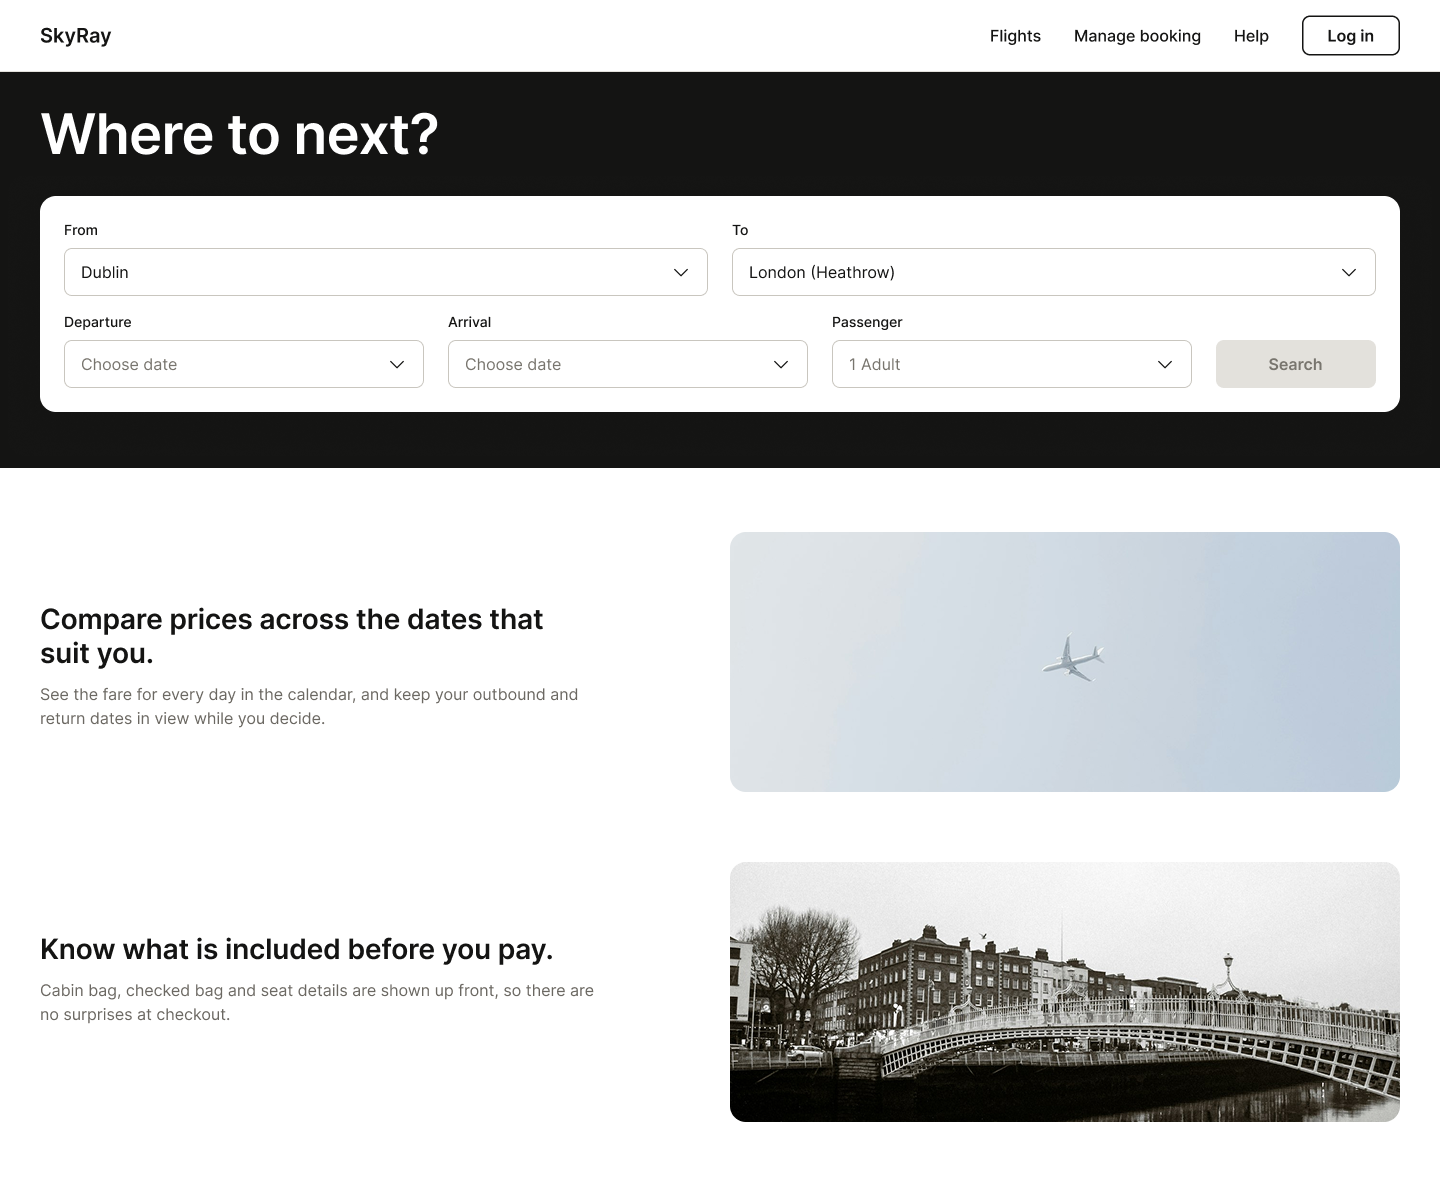 SkyRay
Flights
Manage booking
Help
Log in
Where to next?
From
To
Dublin
London (Heathrow)
Departure
Arrival
Passenger
Choose date
Choose date
1 Adult
Search
Compare prices across the dates that
suit you.
See the fare for every day in the calendar, and keep your outbound and
return dates in view while you decide.
Know what is included before you pay.
Cabin bag, checked bag and seat details are shown up front, so there are
no surprises at checkout.